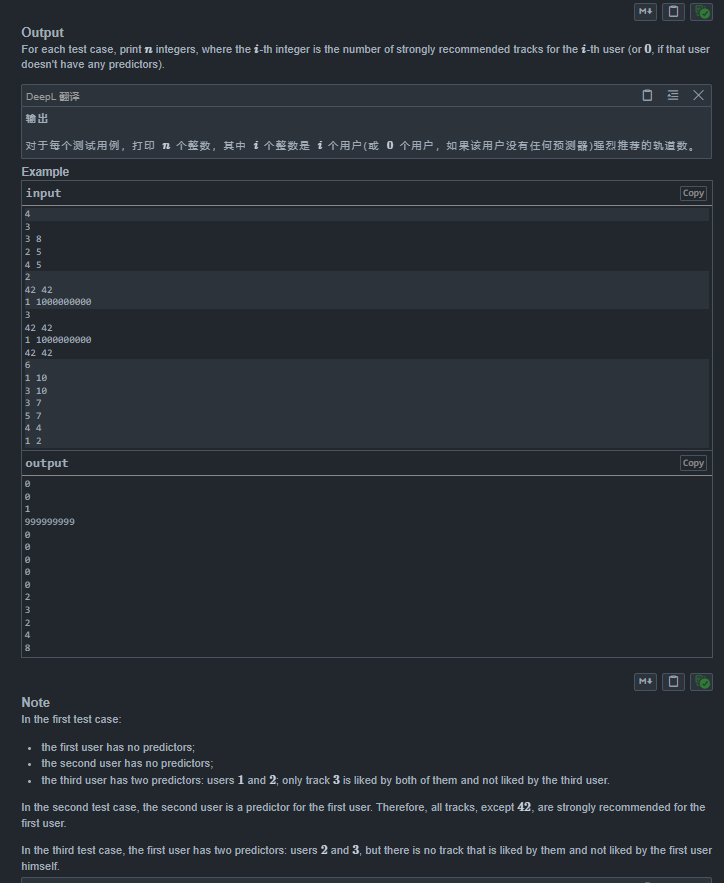 M↓
Output
For each test case, print n integers, where the i-th integer is the number of strongly recommended tracks for the i-th user (or 0, if that user
doesn't have any predictors).
DeepL 翻译
输出
对于每个测试用例，打印 n 个整数，其中 i 个整数是 i 个用户(或 0 个用户，如果该用户没有任何预测器)强烈推荐的轨道数。
Example
input
Copy
4
3
3 8
2 5
4 5
2
42 42
1 1000000000
3
42 42
1 1000000000
42 42
6
1 10
3 10
3 7
5 7
4 4
1 2
output
Copy
0
0
1
999999999
0
0
0
0
0
2
3
2
4
8
M↓
Note
In the first test case:
• the first user has no predictors;
• the second user has no predictors;
• the third user has two predictors: users 1 and 2; only track 3 is liked by both of them and not liked by the third user.
In the second test case, the second user is a predictor for the first user. Therefore, all tracks, except 42, are strongly recommended for the
first user.
In the third test case, the first user has two predictors: users 2 and 3, but there is no track that is liked by them and not liked by the first user
himself.